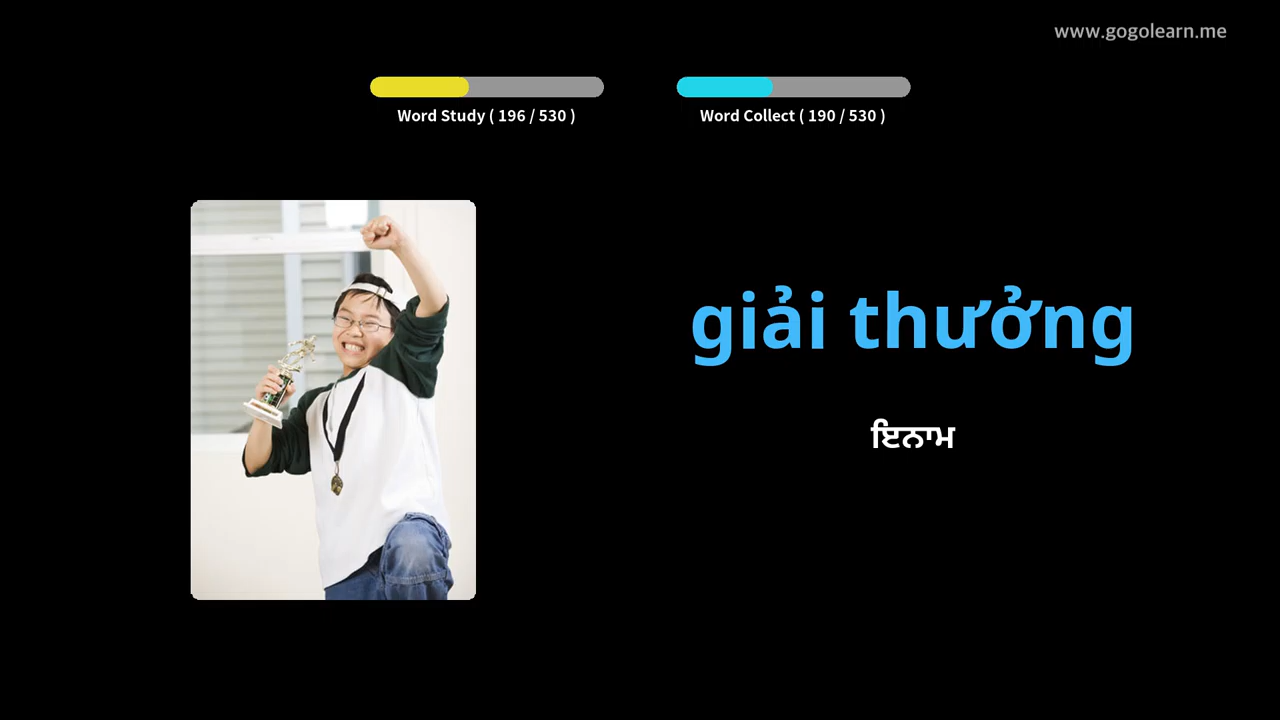 www.gogolearn.me
Word Study ( 196 / 530 )
Word Collect ( 190 / 530 )
giải thưởng
ਇਨਾਮ